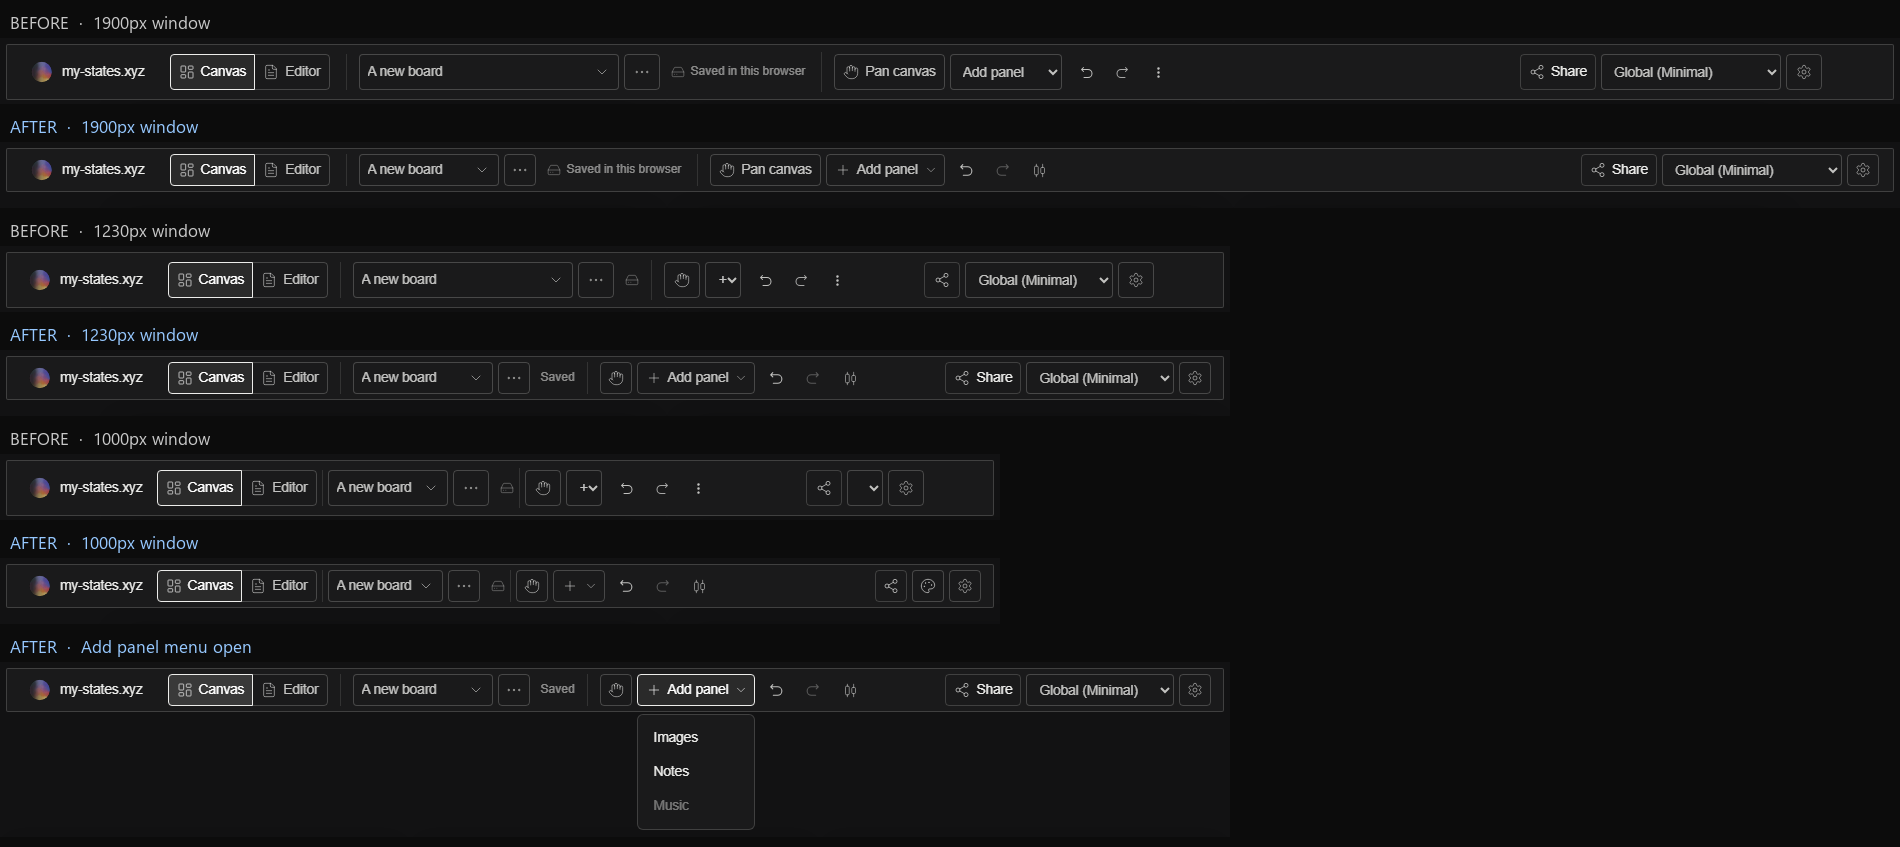 BEFORE · 1900px window
my-states.xyz Canvas Editor A new board ... Saved in this browser Pan canvas Add panel Share Global (Minimal)
AFTER · 1900px window
my-states.xyz Canvas Editor A new board ... Saved in this browser Pan canvas + Add panel Share Global (Minimal)
BEFORE · 1230px window
my-states.xyz Canvas Editor A new board ... + Global (Minimal)
AFTER · 1230px window
my-states.xyz Canvas Editor A new board ... Saved + Add panel Share Global (Minimal)
BEFORE · 1000px window
my-states.xyz Canvas Editor A new board ... +
AFTER · 1000px window
my-states.xyz Canvas Editor A new board ... +
AFTER · Add panel menu open
my-states.xyz Canvas Editor A new board ... Saved + Add panel Share Global (Minimal)
Images
Notes
Music